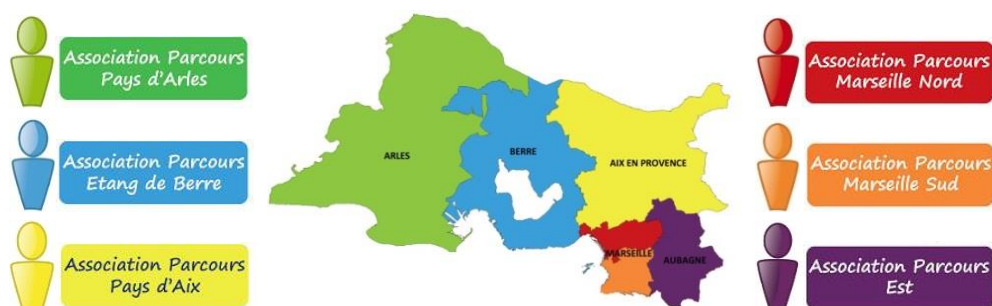 Association Parcours
Pays d'Arles
Association Parcours
Etang de Berre
Association Parcours
Pays d'Aix
ARLES
BERRE
AIX EN PROVENCE
MARSEILLE
AUBAGNE
Association Parcours
Marseille Nord
Association Parcours
Marseille Sud
Association Parcours
Est